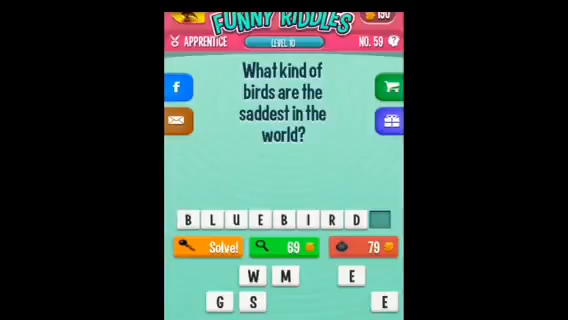 FUNNY RIDDLES
190
APPRENTICE
LEVEL 10
NO. 59 ?
f
What kind of
birds are the
saddest in the
world?
B L U E B I R D
Solve!
69
79
W M E
G S E